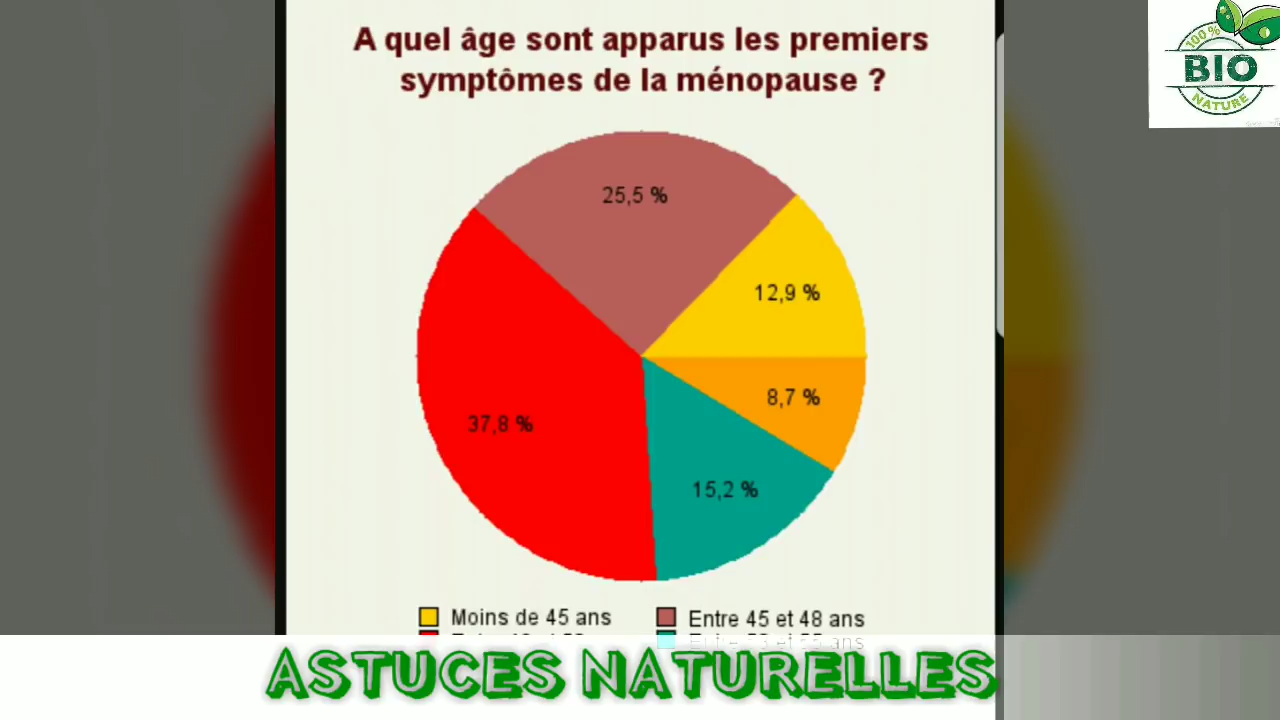 A quel âge sont apparus les premiers
symptômes de la ménopause ?
100 %
BIO
NATURE
25,5 %
12,9 %
8,7 %
37,8 %
15,2 %
Moins de 45 ans
Entre 45 et 48 ans
ans
ASTUCES NATURELLES